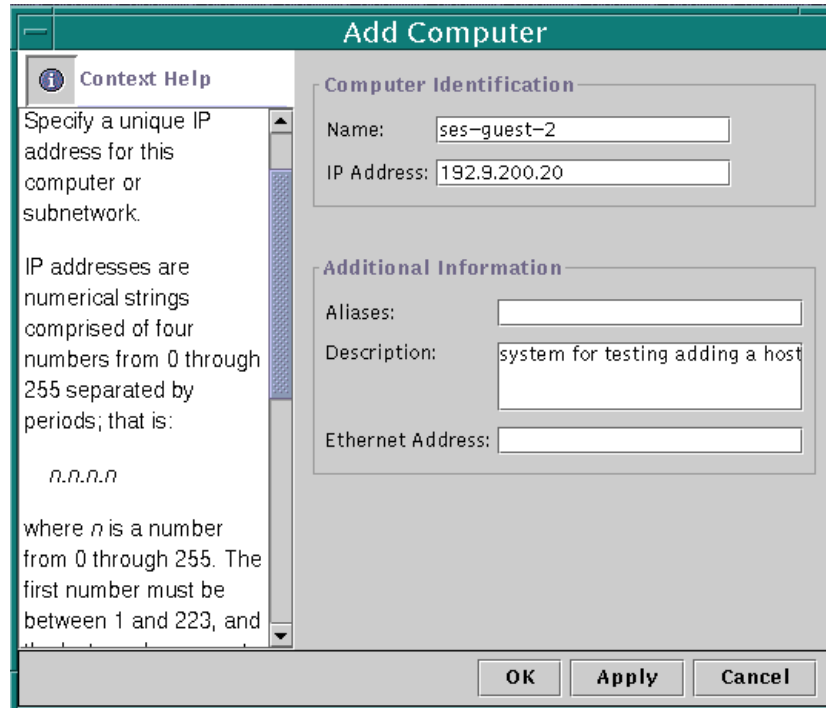 Add Computer
Context Help
Specify a unique IP
address for this
computer or
subnetwork.
IP addresses are
numerical strings
comprised of four
numbers from 0 through
255 separated by
periods; that is:
n.n.n.n
where n is a number
from 0 through 255. The
first number must be
between 1 and 223, and
Computer Identification
Name: ses-guest-2
IP Address: 192.9.200.20
Additional Information
Aliases:
Description: system for testing adding a host
Ethernet Address:
OK Apply Cancel